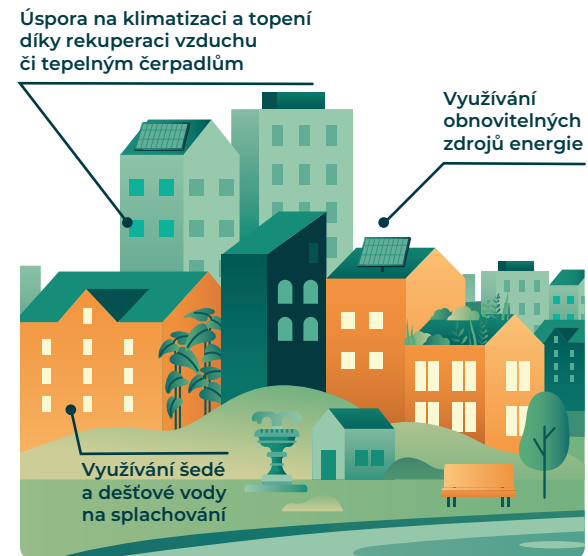 Úspora na klimatizaci a topení
díky rekuperaci vzduchu
či tepelným čerpadlům
Využívání
obnovitelných
zdrojů energie
Využívání šedé
a dešťové vody
na splachování